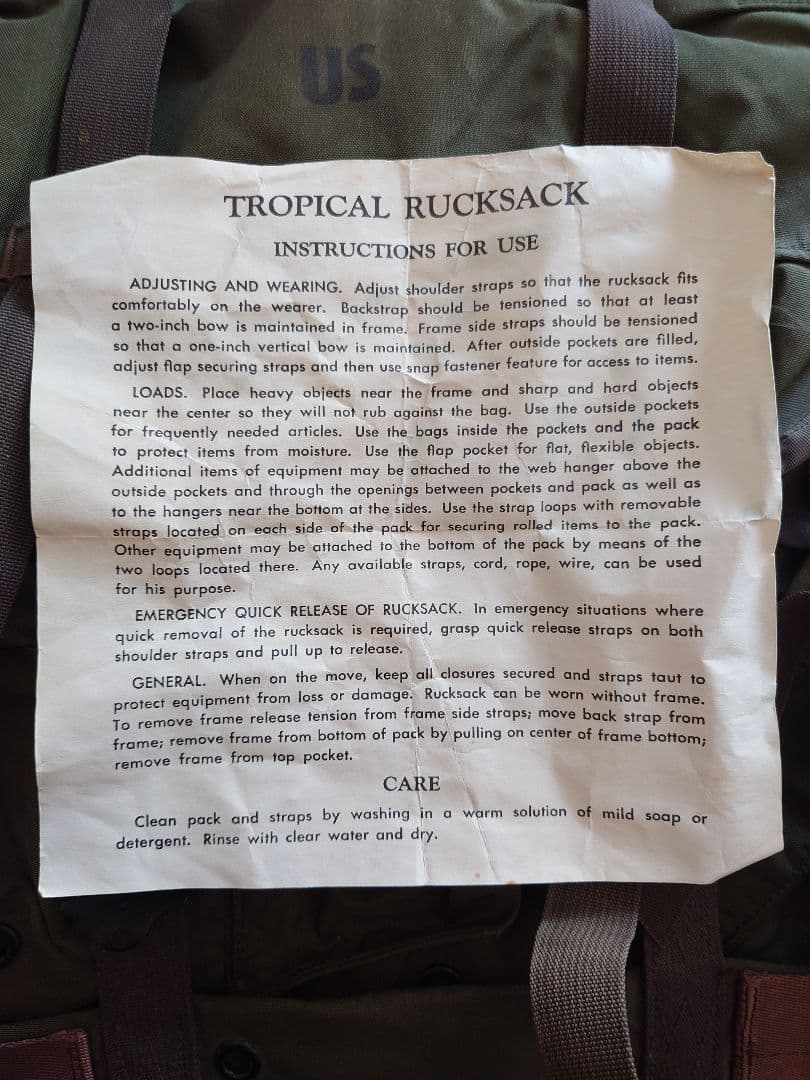 US
TROPICAL RUCKSACK
INSTRUCTIONS FOR USE
ADJUSTING AND WEARING. Adjust shoulder straps so that the rucksack fits
comfortably on the wearer. Backstrap should be tensioned so that at least
a two-inch bow is maintained in frame. Frame side straps should be tensioned
so that a one-inch vertical bow is maintained. After outside pockets are filled,
adjust flap securing straps and then use snap fastener feature for access to items.
LOADS. Place heavy objects near the frame and sharp and hard objects
near the center so they will not rub against the bag. Use the outside pockets
for frequently needed articles. Use the bags inside the pockets and the pack
to protect items from moisture. Use the flap pocket for flat, flexible objects.
Additional items of equipment may be attached to the web hanger above the
outside pockets and through the openings between pockets and pack as well as
to the hangers near the bottom at the sides. Use the strap loops with removable
straps located on each side of the pack for securing rolled items to the pack.
Other equipment may be attached to the bottom of the pack by means of the
two loops located there. Any available straps, cord, rope, wire, can be used
for his purpose.
EMERGENCY QUICK RELEASE OF RUCKSACK. In emergency situations where
quick removal of the rucksack is required, grasp quick release straps on both
shoulder straps and pull up to release.
GENERAL. When on the move, keep all closures secured and straps taut to
protect equipment from loss or damage. Rucksack can be worn without frame.
To remove frame release tension from frame side straps; move back strap from
frame; remove frame from bottom of pack by pulling on center of frame bottom;
remove frame from top pocket.
CARE
Clean pack and straps by washing in a warm solution of mild soap or
detergent. Rinse with clear water and dry.